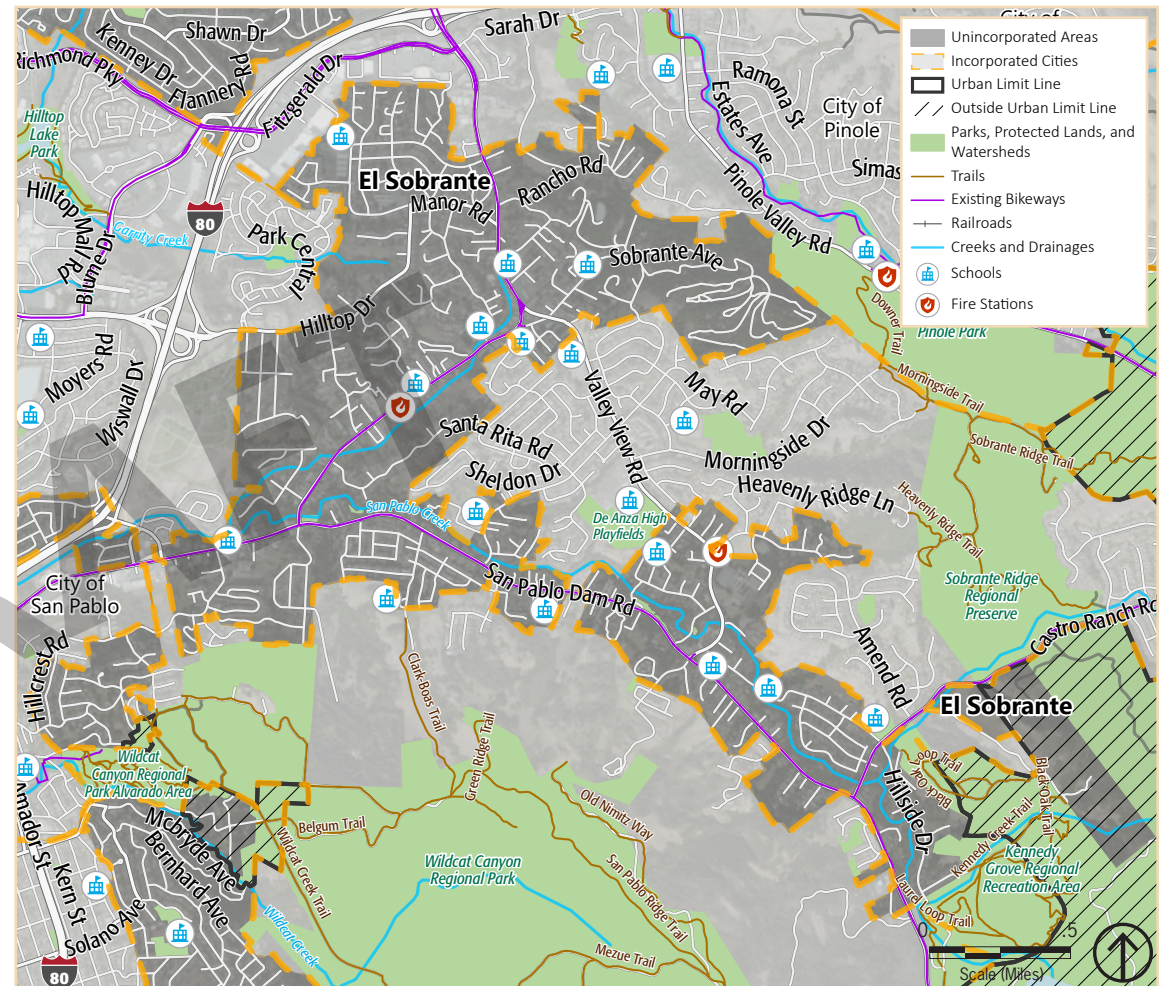 Shawn Dr
Kenney Dr
Richmond Pky
Flannery Rd
Fitzgerald Dr
Sarah Dr
Ramona St
Estates Ave
City of
Pinole
Simas
City of
Unincorporated Areas
Incorporated Cities
Urban Limit Line
Outside Urban Limit Line
Parks, Protected Lands, and
Watersheds
Trails
Existing Bikeways
Railroads
Creeks and Drainages
Schools
Fire Stations
Hilltop
Lake
Park
El Sobrante
Manor Rd
Rancho Rd
Pinole Valley Rd
Hilltop Mall Rd
Blume Dr
Garrity Creek
80
Park Central
Sobrante Ave
Hilltop Dr
Downer Trail
Pinole Park
Moyers Rd
Wiswall Dr
Morningside Trail
Valley View Rd
May Rd
Santa Rita Rd
Sheldon Dr
Morningside Dr
Heavenly Ridge Ln
Sobrante Ridge Trail
Heavenly Ridge Trail
San Pablo Creek
De Anza High
Playfields
City of
San Pablo
San Pablo Dam Rd
Sobrante Ridge
Regional
Preserve
Castro Ranch Rd
Amend Rd
Hillcrest Rd
Clark-Boas Trail
Green Ridge Trail
El Sobrante
Wildcat
Canyon Regional
Park Alvarado Area
Loop Trail
Black Oak
Black Oak Trail
Hillside Dr
Amador St
Mcbryde Ave
Bernhard Ave
Belgum Trail
Wildcat Creek Trail
Old Nimitz Way
San Pablo Ridge Trail
Wildcat Canyon
Regional Park
Kennedy Creek Trail
Kennedy
Grove Regional
Recreation Area
Laurel Loop Trail
Kern St
Solano Ave
Wildcat Creek
Mezue Trail
80
0
.5
Scale (Miles)